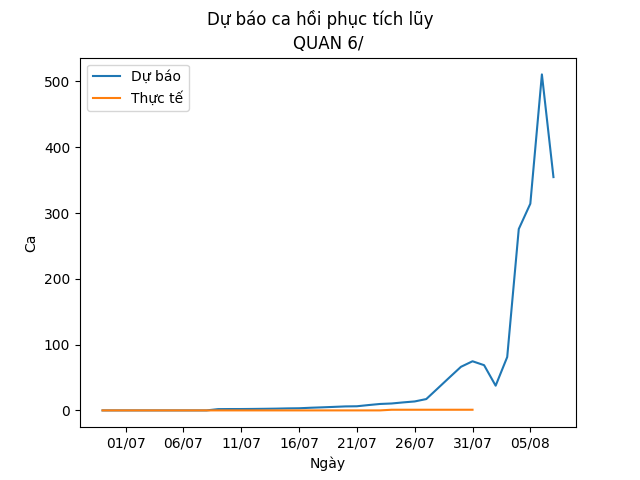 Dự báo ca hồi phục tích lũy
QUAN 6/
Dự báo
Thực tế
Ca
500
400
300
200
100
0
01/07 06/07 11/07 16/07 21/07 26/07 31/07 05/08
Ngày